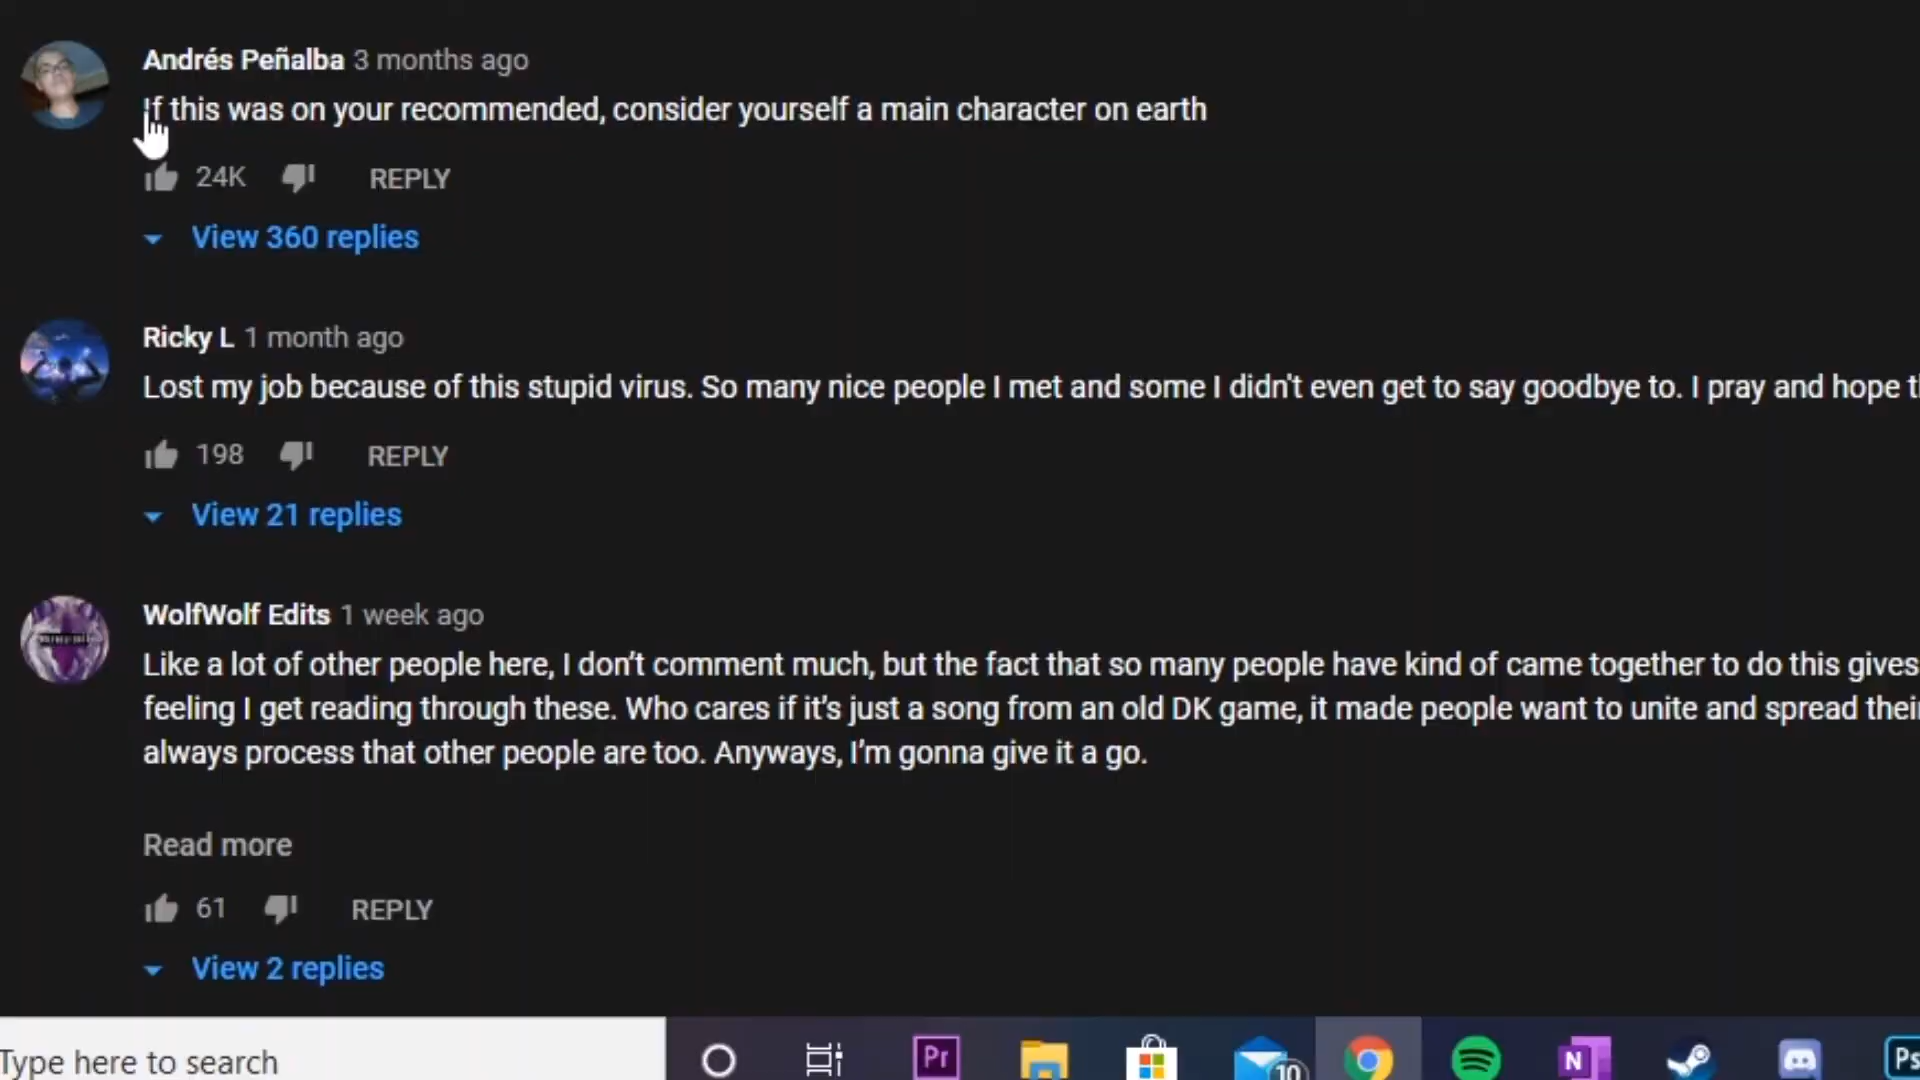 Andrés Peñalba 3 months ago
If this was on your recommended, consider yourself a main character on earth
24K REPLY
View 360 replies
Ricky L 1 month ago
Lost my job because of this stupid virus. So many nice people I met and some I didn't even get to say goodbye to. I pray and hope
198 REPLY
View 21 replies
WolfWolf Edits 1 week ago
Like a lot of other people here, I don't comment much, but the fact that so many people have kind of came together to do this gives
feeling I get reading through these. Who cares if it's just a song from an old DK game, it made people want to unite and spread their
always process that other people are too. Anyways, I'm gonna give it a go.
Read more
61 REPLY
View 2 replies
Type here to search Pr 10 N Ps